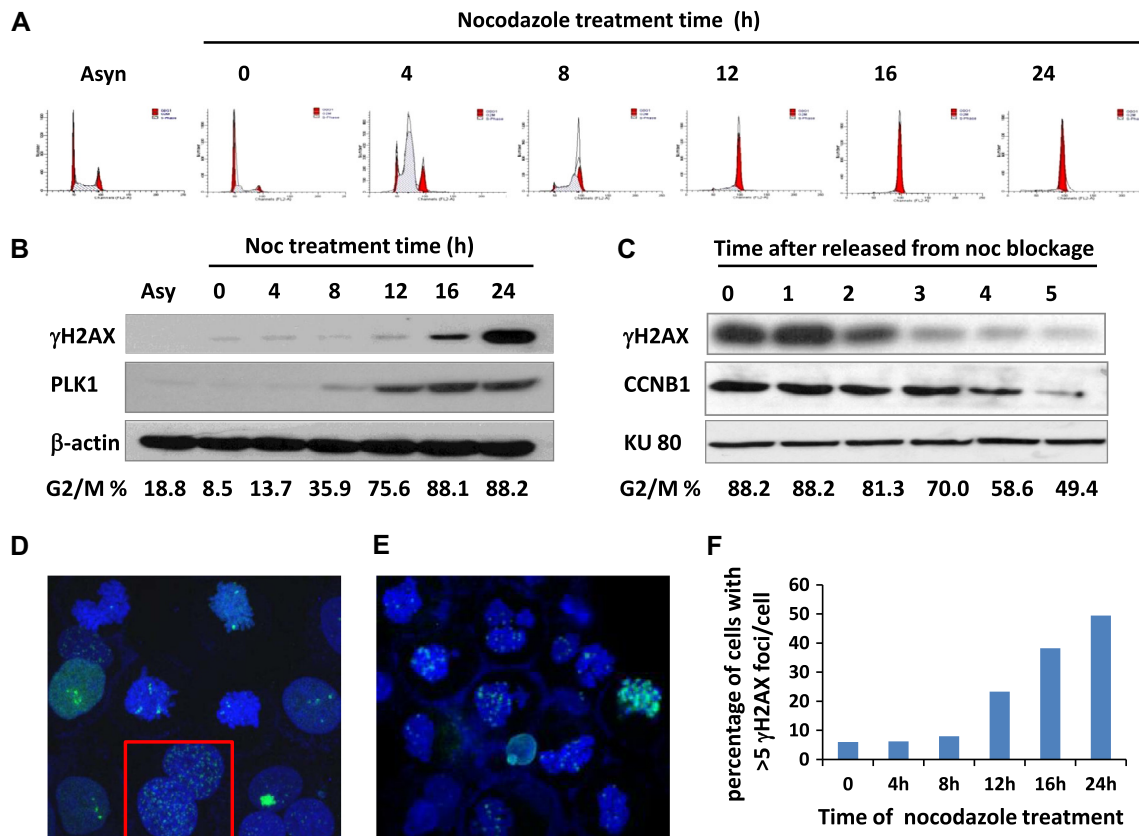 A
Nocodazole treatment time (h)
Asyn 0 4 8 12 16 24
B
Noc treatment time (h)
Asy 0 4 8 12 16 24
γH2AX
PLK1
β-actin
G2/M % 18.8 8.5 13.7 35.9 75.6 88.1 88.2
C
Time after released from noc blockage
0 1 2 3 4 5
γH2AX
CCNB1
KU 80
G2/M % 88.2 88.2 81.3 70.0 58.6 49.4
D
E
F
percentage of cells with
>5 γH2AX foci/cell
60
50
40
30
20
10
0
0 4h 8h 12h 16h 24h
Time of nocodazole treatment